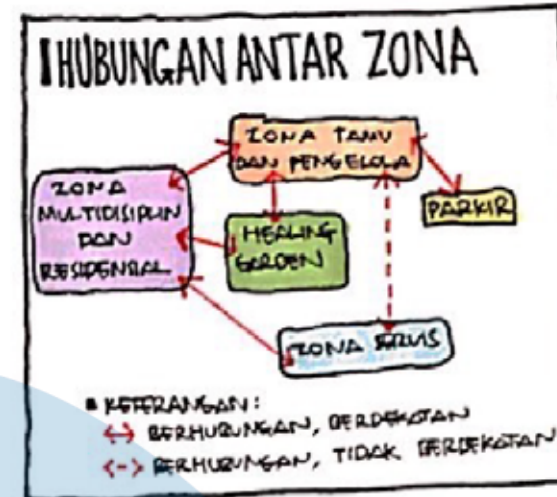 HUBUNGAN ANTAR ZONA
ZONA TAMU
DAN PENGELOLA
ZONA
MULTIDISIPLIN
DAN
RESIDENSIAL
HEALING
GARDEN
PARKIR
ZONA SERVIS
KETERANGAN:
BERHUBUNGAN, BERDEKATAN
BERHUBUNGAN, TIDAK BERDEKATAN